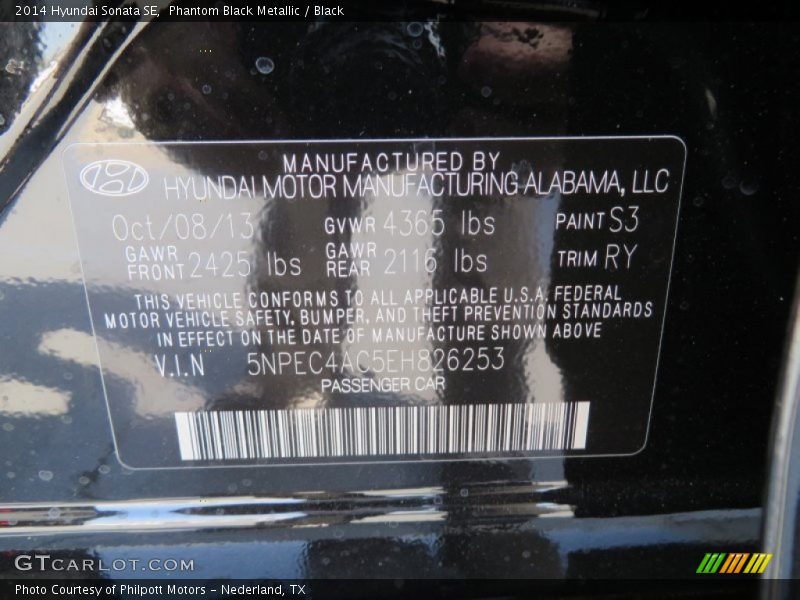 2014 Hyundai Sonata SE, Phantom Black Metallic / Black
MANUFACTURED BY
HYUNDAI MOTOR MANUFACTURING ALABAMA, LLC
Oct/08/13 GVWR 4365 lbs PAINT S3
GAWR FRONT 2425 lbs GAWR REAR 2116 lbs TRIM RY
THIS VEHICLE CONFORMS TO ALL APPLICABLE U.S.A. FEDERAL
MOTOR VEHICLE SAFETY, BUMPER, AND THEFT PREVENTION STANDARDS
IN EFFECT ON THE DATE OF MANUFACTURE SHOWN ABOVE
V.I.N 5NPEC4AC5EH826253
PASSENGER CAR
GTCARLOT.COM
Photo Courtesy of Philpott Motors - Nederland, TX